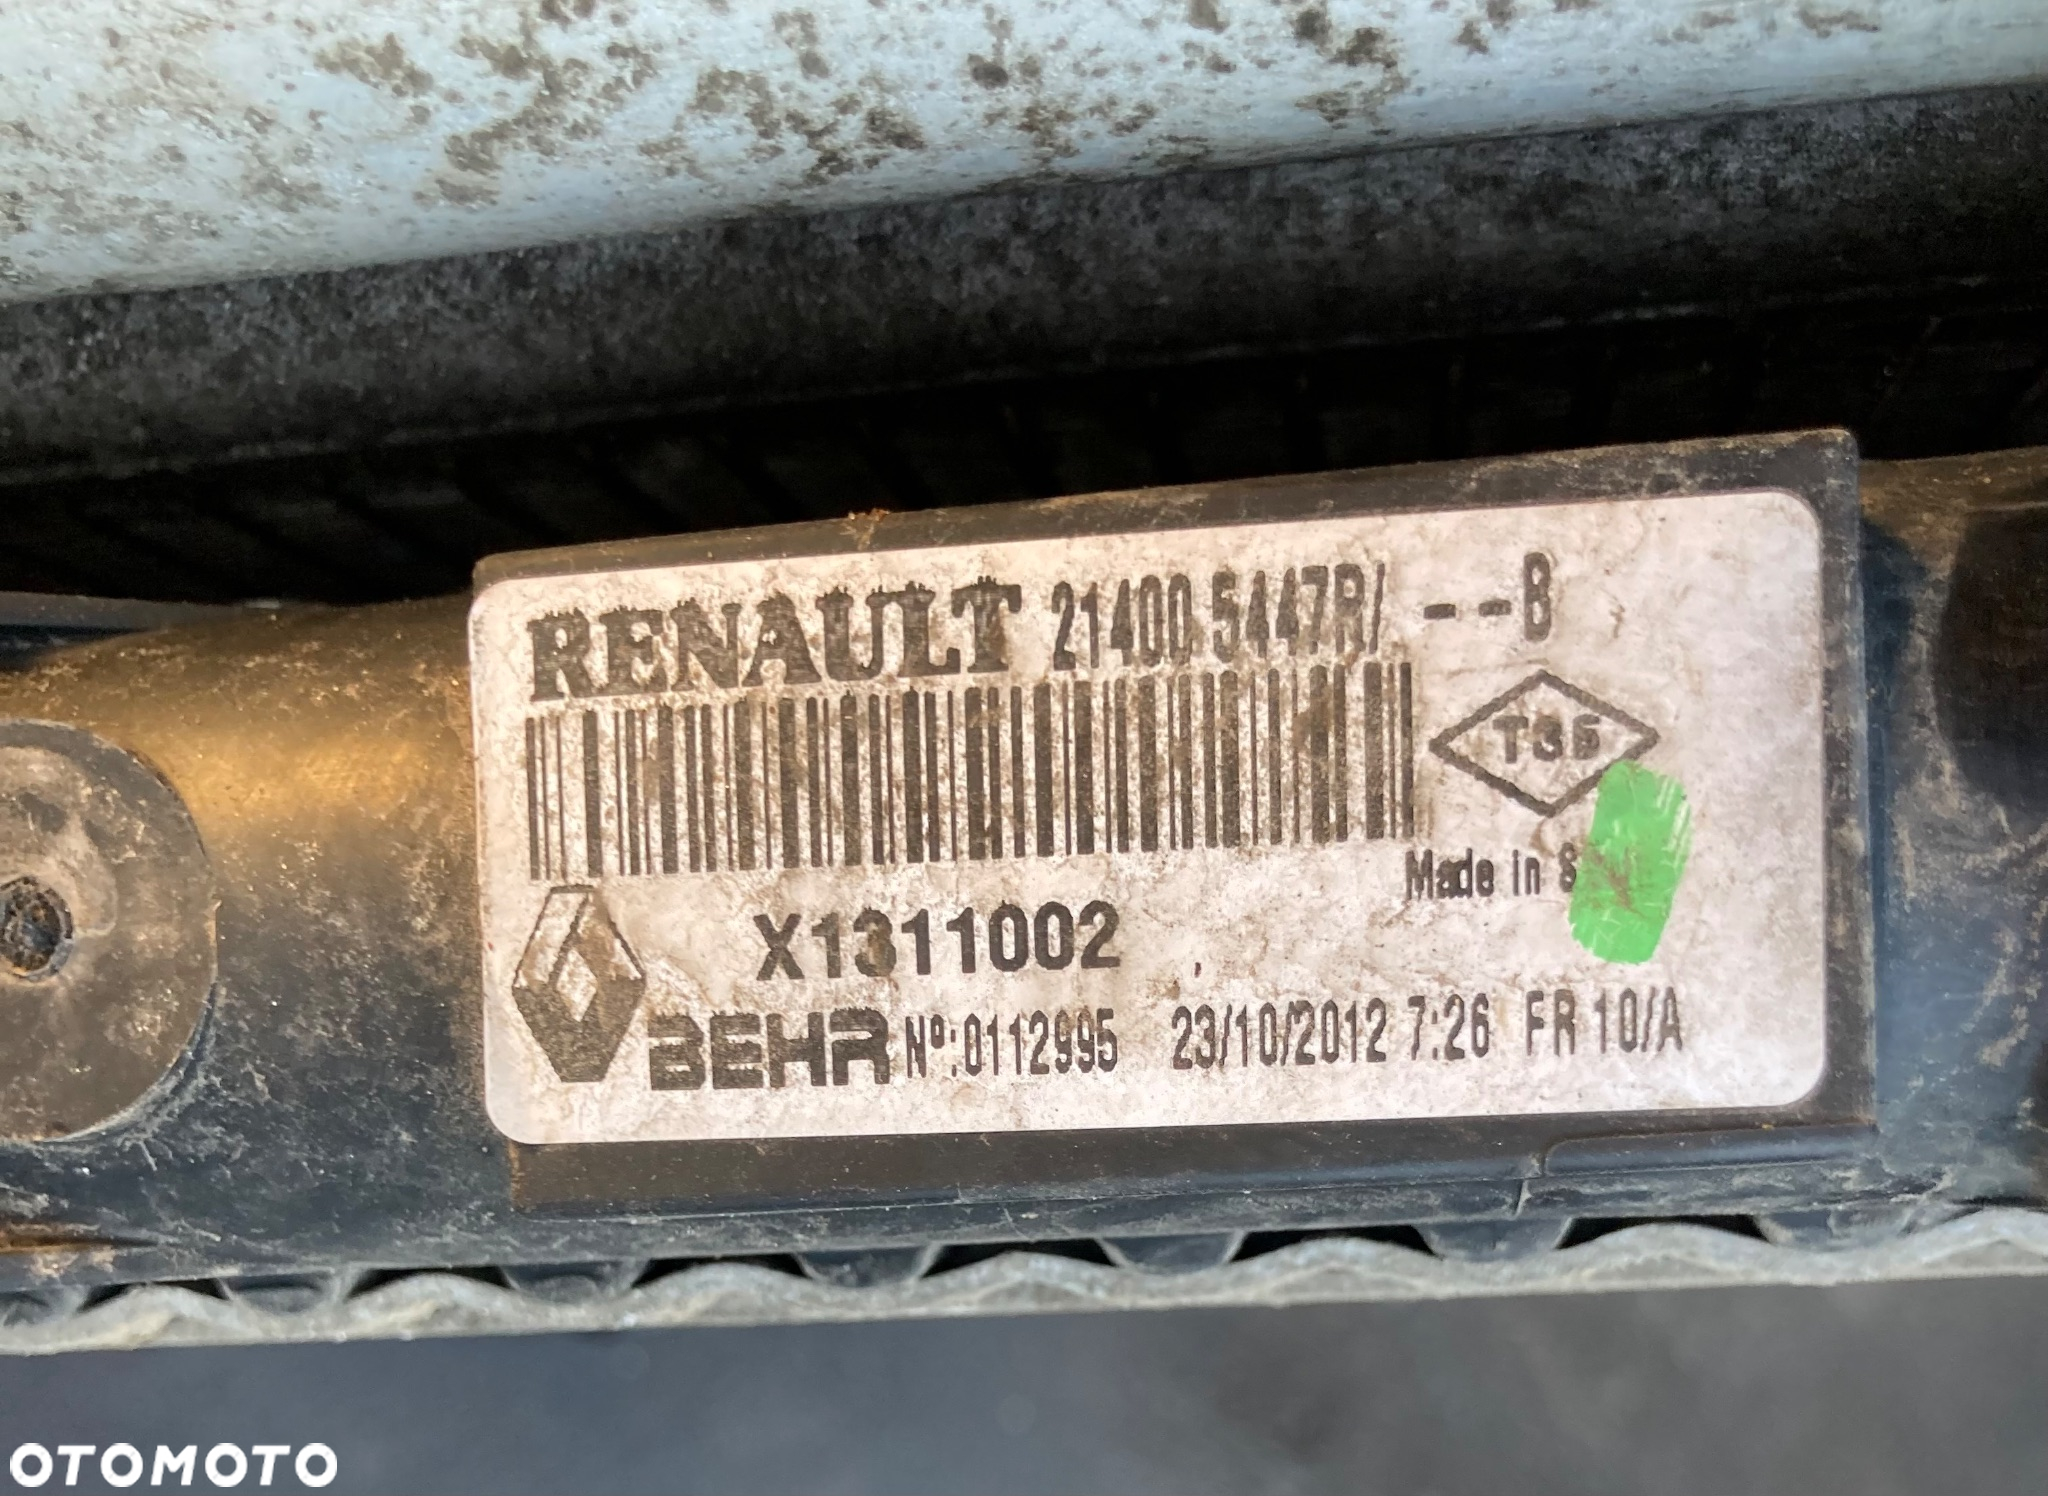 RENAULT 21400 5447R/ --B
T35
Made in
X1311002
BEHR Nº:0112995 23/10/2012 7:26 FR 10/A
OTOMOTO